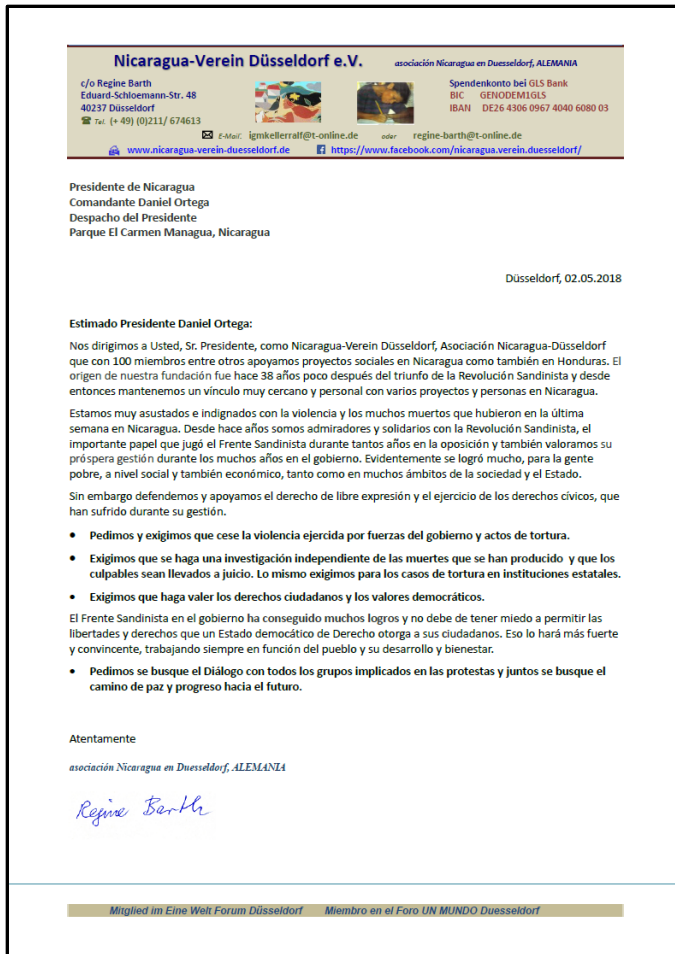 Nicaragua-Verein Düsseldorf e.V. asociación Nicaragua en Duesseldorf, ALEMANIA
c/o Regine Barth
Eduard-Schloemann-Str. 48
40237 Düsseldorf
☎ Tel. (+ 49) (0)211/ 674613
Spendenkonto bei GLS Bank
BIC GENODEM1GLS
IBAN DE26 4306 0967 4040 6080 03
✉ E-Mail: igmkellerralf@t-online.de oder regine-barth@t-online.de
www.nicaragua-verein-duesseldorf.de https://www.facebook.com/nicaragua.verein.duesseldorf/
Presidente de Nicaragua
Comandante Daniel Ortega
Despacho del Presidente
Parque El Carmen Managua, Nicaragua
Düsseldorf, 02.05.2018
Estimado Presidente Daniel Ortega:
Nos dirigimos a Usted, Sr. Presidente, como Nicaragua-Verein Düsseldorf, Asociación Nicaragua-Düsseldorf
que con 100 miembros entre otros apoyamos proyectos sociales en Nicaragua como también en Honduras. El
origen de nuestra fundación fue hace 38 años poco después del triunfo de la Revolución Sandinista y desde
entonces mantenemos un vínculo muy cercano y personal con varios proyectos y personas en Nicaragua.
Estamos muy asustados e indignados con la violencia y los muchos muertos que hubieron en la última
semana en Nicaragua. Desde hace años somos admiradores y solidarios con la Revolución Sandinista, el
importante papel que jugó el Frente Sandinista durante tantos años en la oposición y también valoramos su
próspera gestión durante los muchos años en el gobierno. Evidentemente se logró mucho, para la gente
pobre, a nivel social y también económico, tanto como en muchos ámbitos de la sociedad y el Estado.
Sin embargo defendemos y apoyamos el derecho de libre expresión y el ejercicio de los derechos cívicos, que
han sufrido durante su gestión.
• Pedimos y exigimos que cese la violencia ejercida por fuerzas del gobierno y actos de tortura.
• Exigimos que se haga una investigación independiente de las muertes que se han producido y que los
culpables sean llevados a juicio. Lo mismo exigimos para los casos de tortura en instituciones estatales.
• Exigimos que haga valer los derechos ciudadanos y los valores democráticos.
El Frente Sandinista en el gobierno ha conseguido muchos logros y no debe de tener miedo a permitir las
libertades y derechos que un Estado democático de Derecho otorga a sus ciudadanos. Eso lo hará más fuerte
y convincente, trabajando siempre en función del pueblo y su desarrollo y bienestar.
• Pedimos se busque el Diálogo con todos los grupos implicados en las protestas y juntos se busque el
camino de paz y progreso hacia el futuro.
Atentamente
asociación Nicaragua en Duesseldorf, ALEMANIA
Regine Barth
Mitglied im Eine Welt Forum Düsseldorf Miembro en el Foro UN MUNDO Duesseldorf